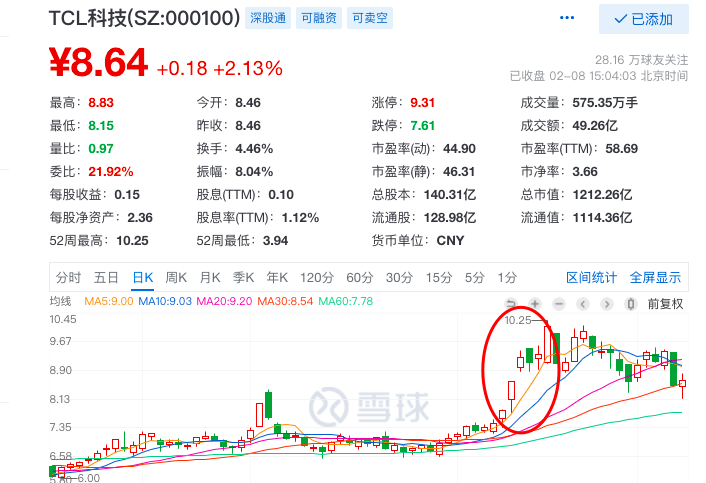 TCL科技(SZ:000100) 深股通 可融资 可卖空 ••• 已添加
¥8.64 +0.18 +2.13%
28.16 万球友关注
已收盘 02-08 15:04:03 北京时间
最高：8.83 今开：8.46 涨停：9.31 成交量：575.35万手
最低：8.15 昨收：8.46 跌停：7.61 成交额：49.26亿
量比：0.97 换手：4.46% 市盈率(动)：44.90 市盈率(TTM)：58.69
委比：21.92% 振幅：8.04% 市盈率(静)：46.31 市净率：3.66
每股收益：0.15 股息(TTM)：0.10 总股本：140.31亿 总市值：1212.26亿
每股净资产：2.36 股息率(TTM)：1.12% 流通股：128.98亿 流通值：1114.36亿
52周最高：10.25 52周最低：3.94 货币单位：CNY
分时 五日 日K 周K 月K 季K 年K 120分 60分 30分 15分 5分 1分 区间统计 全屏显示
均线 MA5:9.00 MA10:9.03 MA20:9.20 MA30:8.54 MA60:7.78 前复权
10.45
10.25
9.67
8.90
8.13
雪球
7.35
6.58
5.80
6.00